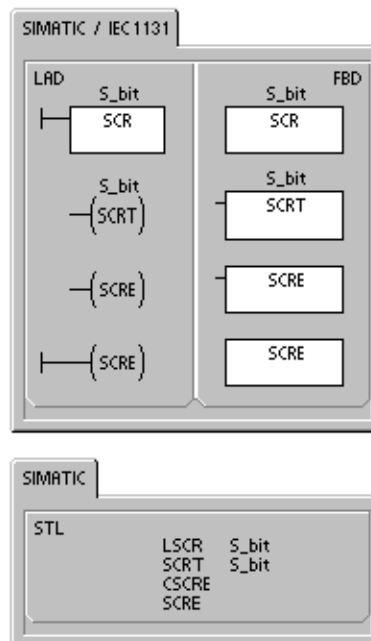 SIMATIC / IEC1131
LAD
FBD
S_bit
SCR
S_bit
SCR
S_bit
SCRT
S_bit
SCRT
SCRE
SCRE
SCRE
SCRE
SIMATIC
STL
LSCR S_bit
SCRT S_bit
CSCRE
SCRE